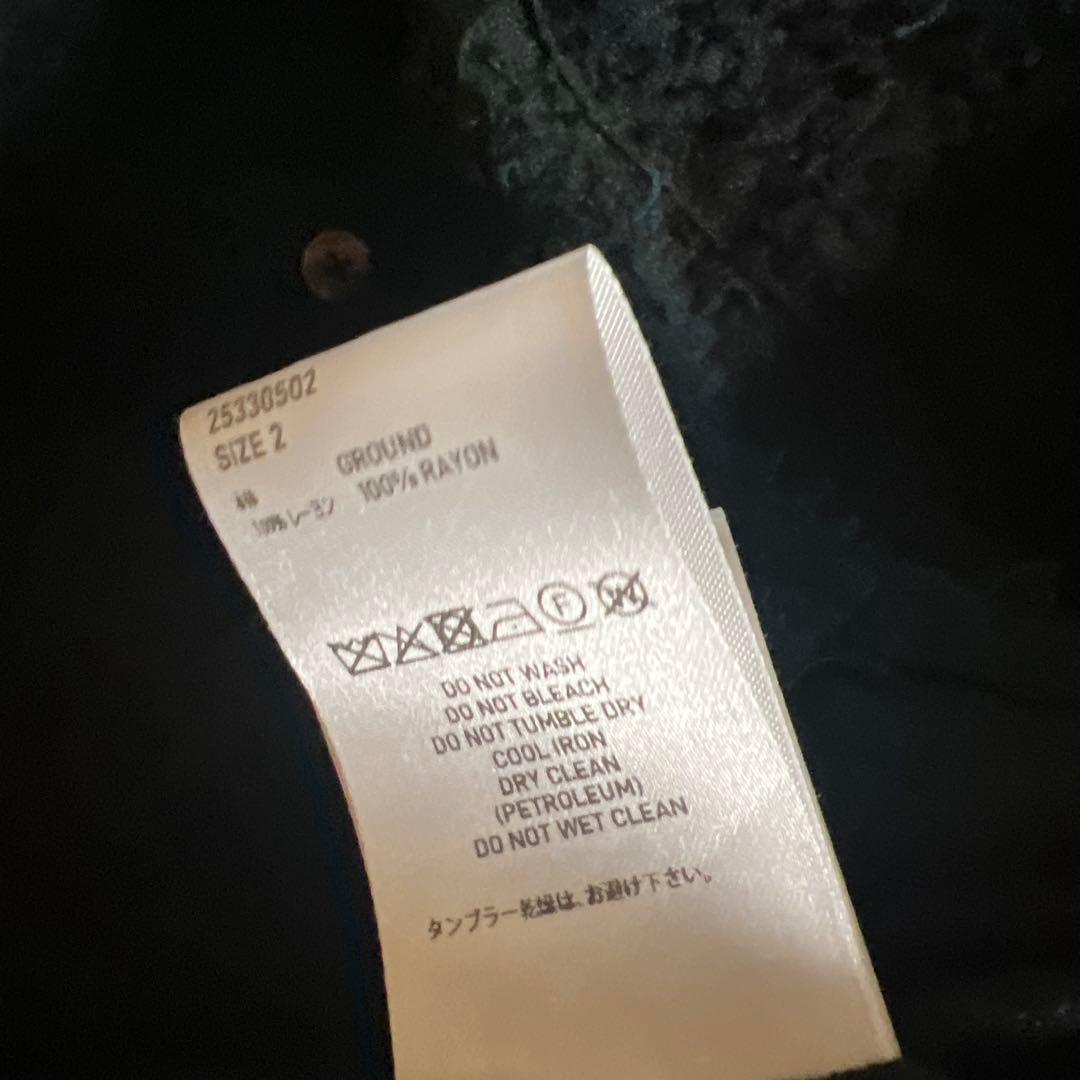 25330502
SIZE 2
GROUND
100% レーヨン 100% RAYON
F
W
DO NOT WASH
DO NOT BLEACH
DO NOT TUMBLE DRY
COOL IRON
DRY CLEAN
(PETROLEUM)
DO NOT WET CLEAN
タンブラー乾燥は、お避け下さい。